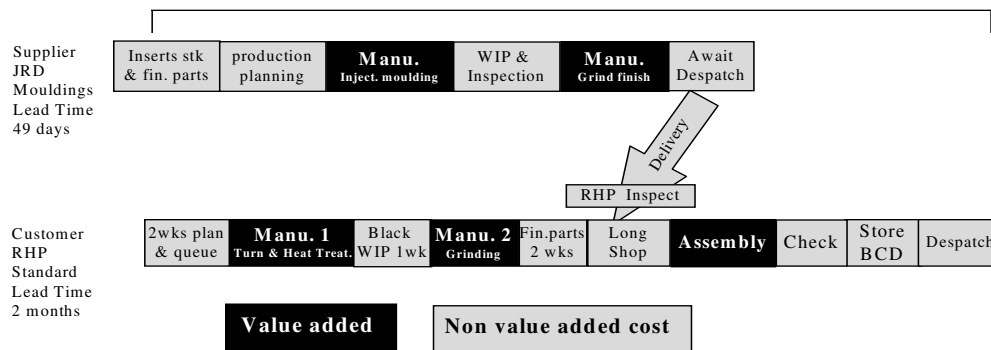 Supplier
JRD
Mouldings
Lead Time
49 days
Inserts stk
& fin. parts
production
planning
Manu.
Inject. moulding
WIP &
Inspection
Manu.
Grind finish
Await
Despatch
Delivery
RHP Inspect
Customer
RHP
Standard
Lead Time
2 months
2wks plan
& queue
Manu. 1
Turn & Heat Treat.
Black
WIP 1wk
Manu. 2
Grinding
Fin.parts
2 wks
Long
Shop
Assembly
Check
Store
BCD
Despatch
Value added
Non value added cost